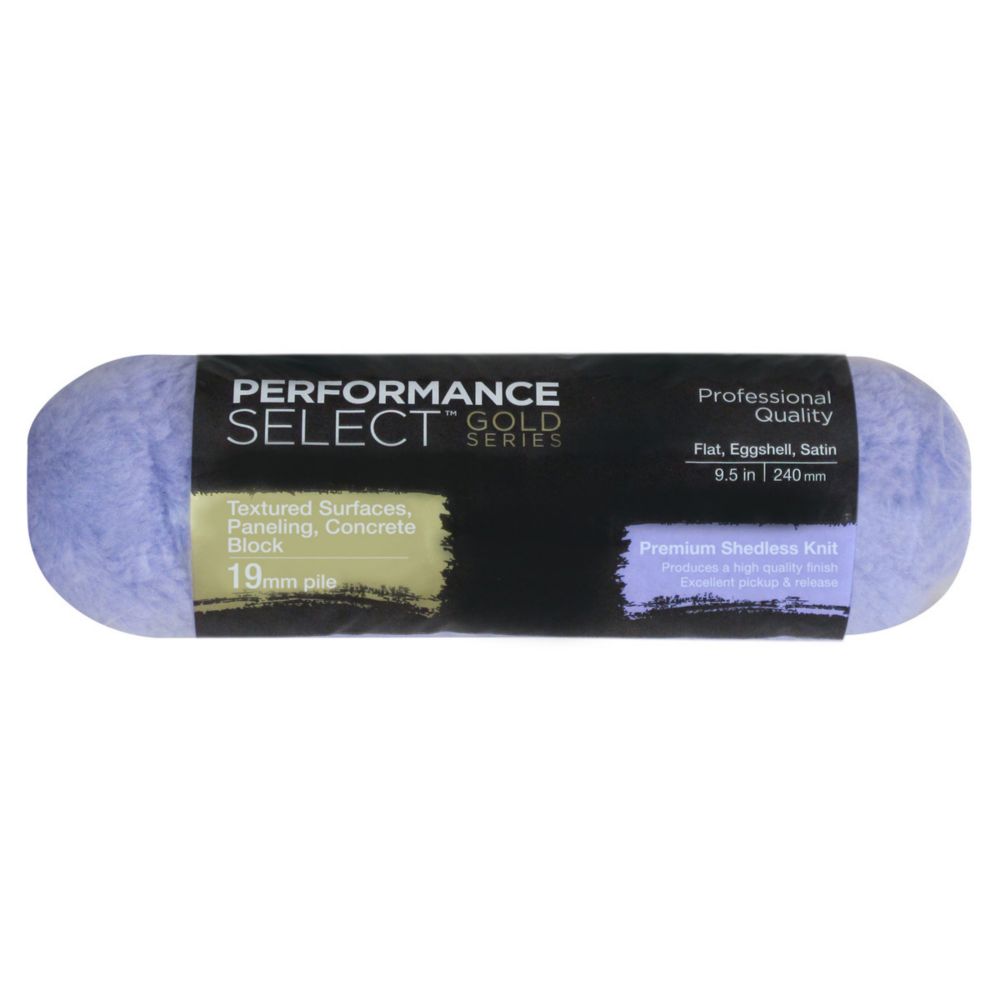 PERFORMANCE
SELECT™ GOLD
SERIES
Professional
Quality
Flat, Eggshell, Satin
9.5 in | 240 mm
Textured Surfaces,
Paneling, Concrete
Block
19mm pile
Premium Shedless Knit
Produces a high quality finish
Excellent pickup & release